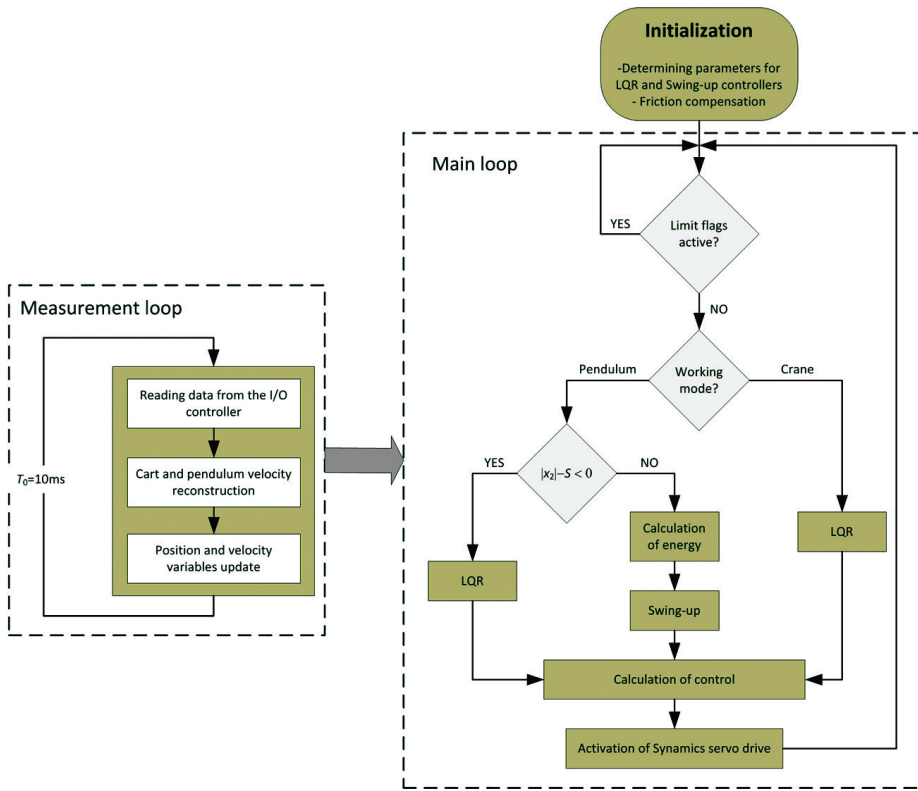 Initialization
-Determining parameters for
LQR and Swing-up controllers
- Friction compensation
Main loop
YES
Limit flags
active?
NO
Measurement loop
Reading data from the I/O
controller
Cart and pendulum velocity
reconstruction
Position and velocity
variables update
T₀=10ms
Pendulum
Working
mode?
Crane
YES
|x₂|−S < 0
NO
LQR
Calculation
of energy
Swing-up
LQR
Calculation of control
Activation of Synamics servo drive